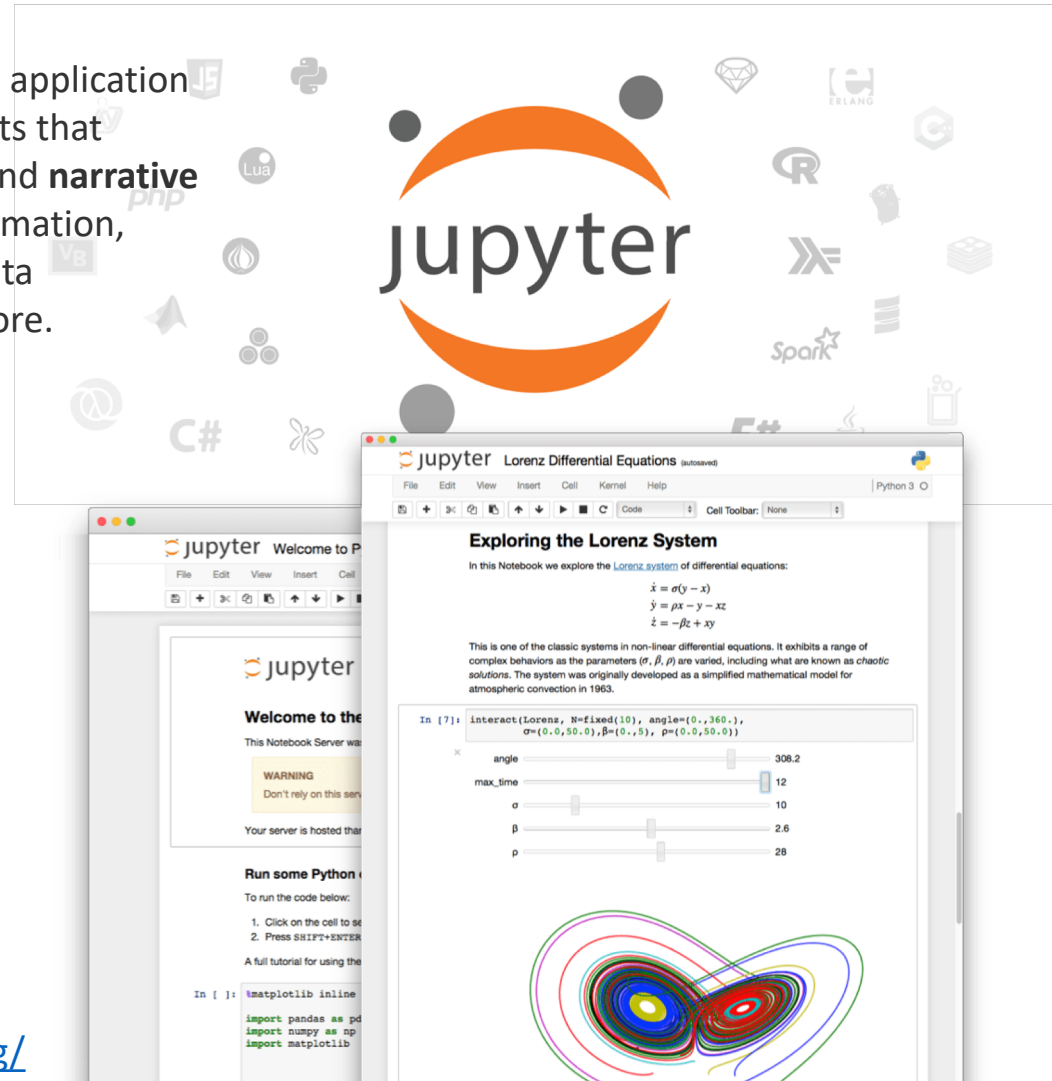 application
ts that
nd narrative
mation,
ta
ore.
JS
ERLANG
C++
Lua
php
R
VB
jupyter
Spark
C#
F#
jupyter Lorenz Differential Equations (autosaved)
File Edit View Insert Cell Kernel Help Python 3
Code Cell Toolbar: None
Exploring the Lorenz System
In this Notebook we explore the Lorenz system of differential equations:
ẋ = σ(y − x)
ẏ = ρx − y − xz
ż = −βz + xy
This is one of the classic systems in non-linear differential equations. It exhibits a range of
complex behaviors as the parameters (σ, β, ρ) are varied, including what are known as chaotic
solutions. The system was originally developed as a simplified mathematical model for
atmospheric convection in 1963.
In [7]: interact(Lorenz, N=fixed(10), angle=(0.,360.),
σ=(0.0,50.0),β=(0.,5), ρ=(0.0,50.0))
angle 308.2
max_time 12
σ 10
β 2.6
ρ 28
jupyter Welcome to P
File Edit View Insert Cell
jupyter
Welcome to the
This Notebook Server was
WARNING
Don't rely on this serv
Your server is hosted than
Run some Python
To run the code below:
1. Click on the cell to se
2. Press SHIFT+ENTER
A full tutorial for using the
In [ ]: %matplotlib inline
import pandas as pd
import numpy as np
import matplotlib
g/